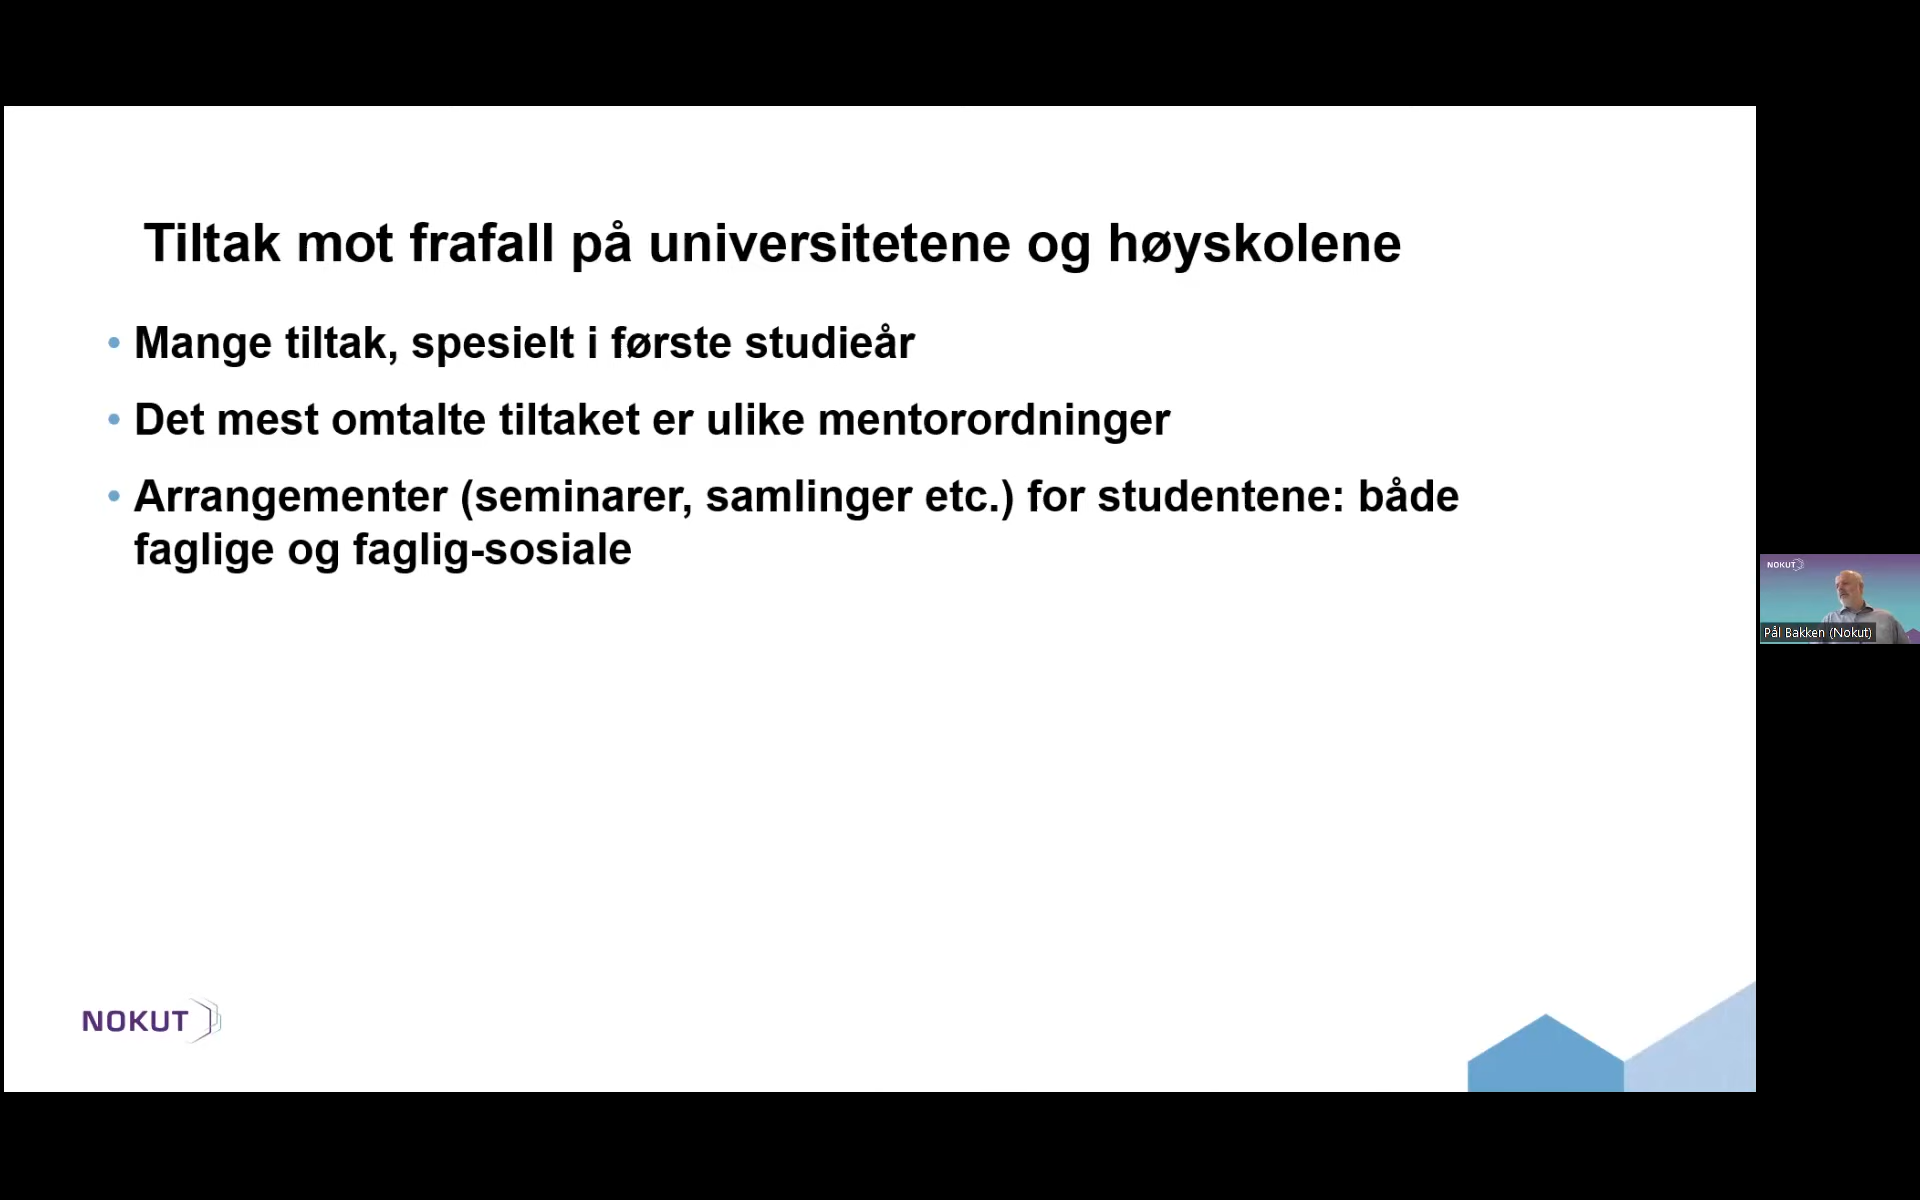 Tiltak mot frafall på universitetene og høyskolene
• Mange tiltak, spesielt i første studieår
• Det mest omtalte tiltaket er ulike mentorordninger
• Arrangementer (seminarer, samlinger etc.) for studentene: både
faglige og faglig-sosiale
NOKUT
Pål Bakken (Nokut)
NOKUT